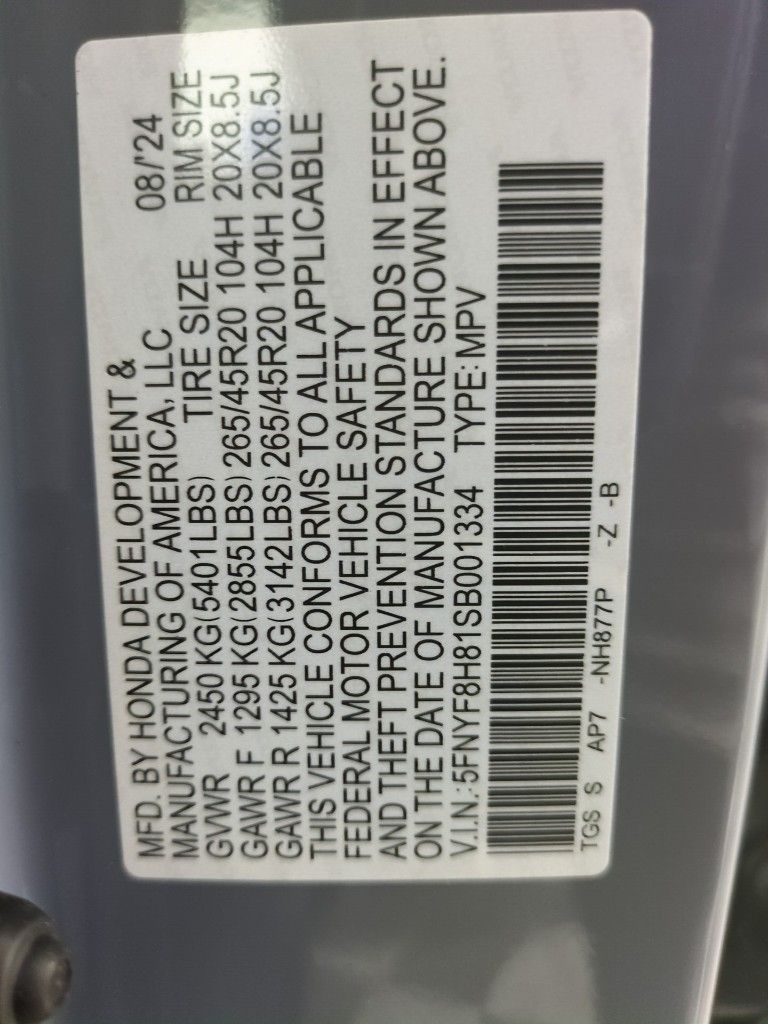 MFD. BY HONDA DEVELOPMENT &
MANUFACTURING OF AMERICA, LLC 08/'24
GVWR 2450 KG(5401LBS) TIRE SIZE RIM SIZE
GAWR F 1295 KG(2855LBS) 265/45R20 104H 20X8.5J
GAWR R 1425 KG(3142LBS) 265/45R20 104H 20X8.5J
THIS VEHICLE CONFORMS TO ALL APPLICABLE
FEDERAL MOTOR VEHICLE SAFETY
AND THEFT PREVENTION STANDARDS IN EFFECT
ON THE DATE OF MANUFACTURE SHOWN ABOVE.
V.I.N.: 5FNYF8H81SB001334 TYPE: MPV
TGS S AP7 -NH877P -Z -B